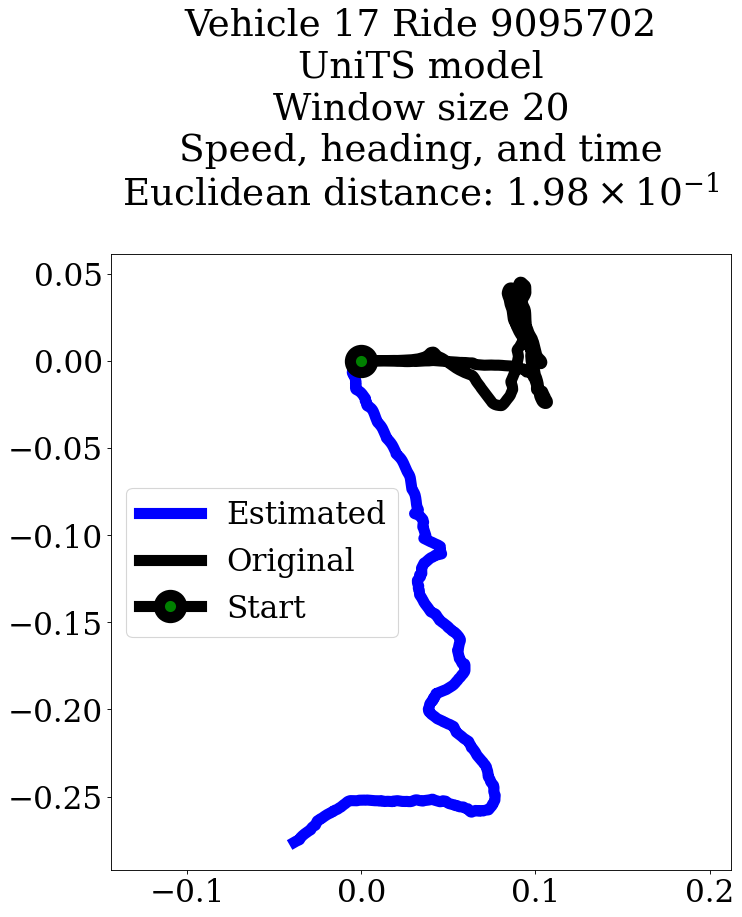 Vehicle 17 Ride 9095702
UniTS model
Window size 20
Speed, heading, and time
Euclidean distance: 1.98 × 10⁻¹
0.05
0.00
−0.05
−0.10
−0.15
−0.20
−0.25
Estimated
Original
Start
−0.1
0.0
0.1
0.2